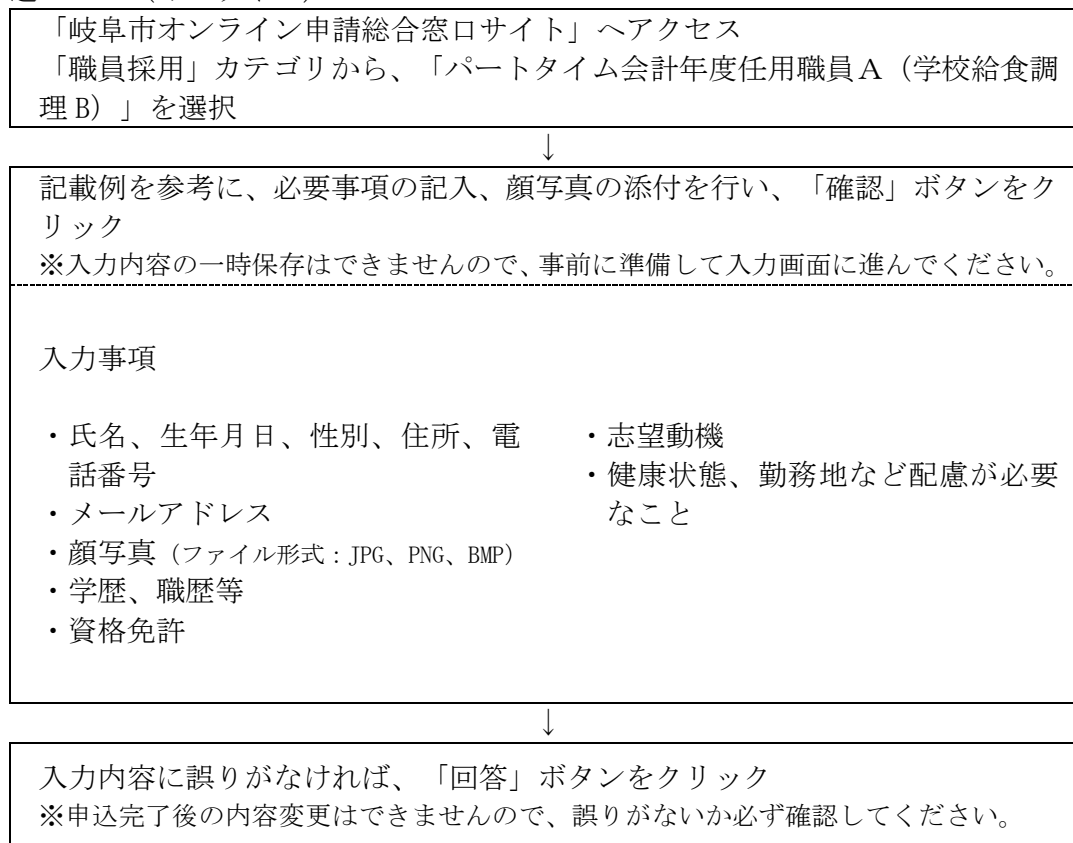 「岐阜市オンライン申請総合窓口サイト」へアクセス
「職員採用」カテゴリから、「パートタイム会計年度任用職員Ａ（学校給食調
理 B）」を選択
↓
記載例を参考に、必要事項の記入、顔写真の添付を行い、「確認」ボタンをク
リック
※入力内容の一時保存はできませんので、事前に準備して入力画面に進んでください。
入力事項
・氏名、生年月日、性別、住所、電
話番号
・メールアドレス
・顔写真（ファイル形式：JPG、PNG、BMP）
・学歴、職歴等
・資格免許
・志望動機
・健康状態、勤務地など配慮が必要
なこと
↓
入力内容に誤りがなければ、「回答」ボタンをクリック
※申込完了後の内容変更はできませんので、誤りがないか必ず確認してください。